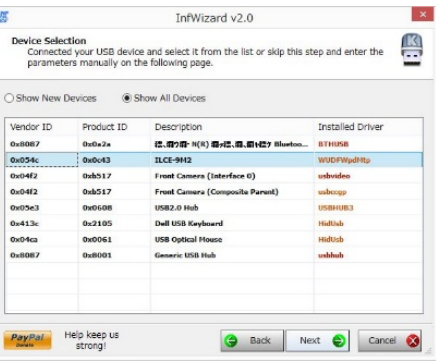 InfWizard v2.0
Device Selection
Connected your USB device and select it from the list or skip this step and enter the
parameters manually on the following page.
Show New Devices Show All Devices
Vendor ID Product ID Description Installed Driver
0x8087 0x0a2a N(R) Bluetoo... BTHUSB
0x054c 0x0c43 ILCE-9M2 WUDFWpdMtp
0x04f2 0xb517 Front Camera (Interface 0) usbvideo
0x04f2 0xb517 Front Camera (Composite Parent) usbccgp
0x05e3 0x0608 USB2.0 Hub USBHUB3
0x413c 0x2105 Dell USB Keyboard HidUsb
0x04ca 0x0061 USB Optical Mouse HidUsb
0x8087 0x8001 Generic USB Hub usbhub
PayPal
Donate
Help keep us
strong!
Back Next Cancel